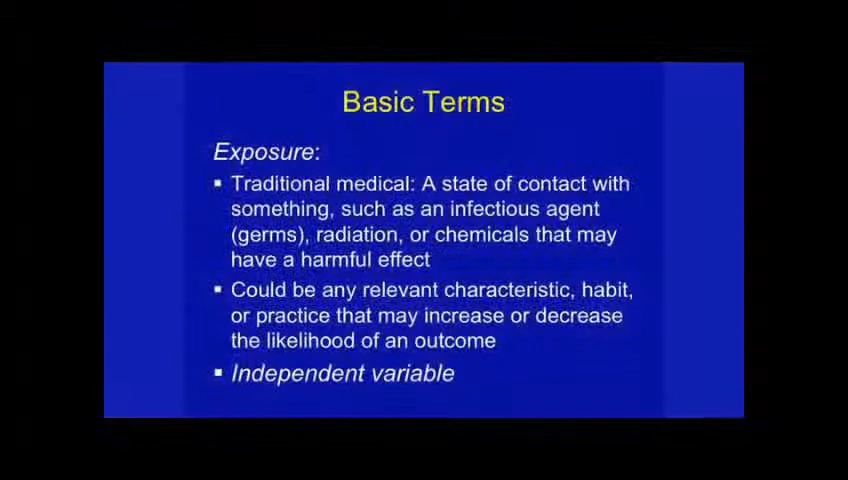 Basic Terms
Exposure:
▪ Traditional medical: A state of contact with
something, such as an infectious agent
(germs), radiation, or chemicals that may
have a harmful effect
▪ Could be any relevant characteristic, habit,
or practice that may increase or decrease
the likelihood of an outcome
▪ Independent variable